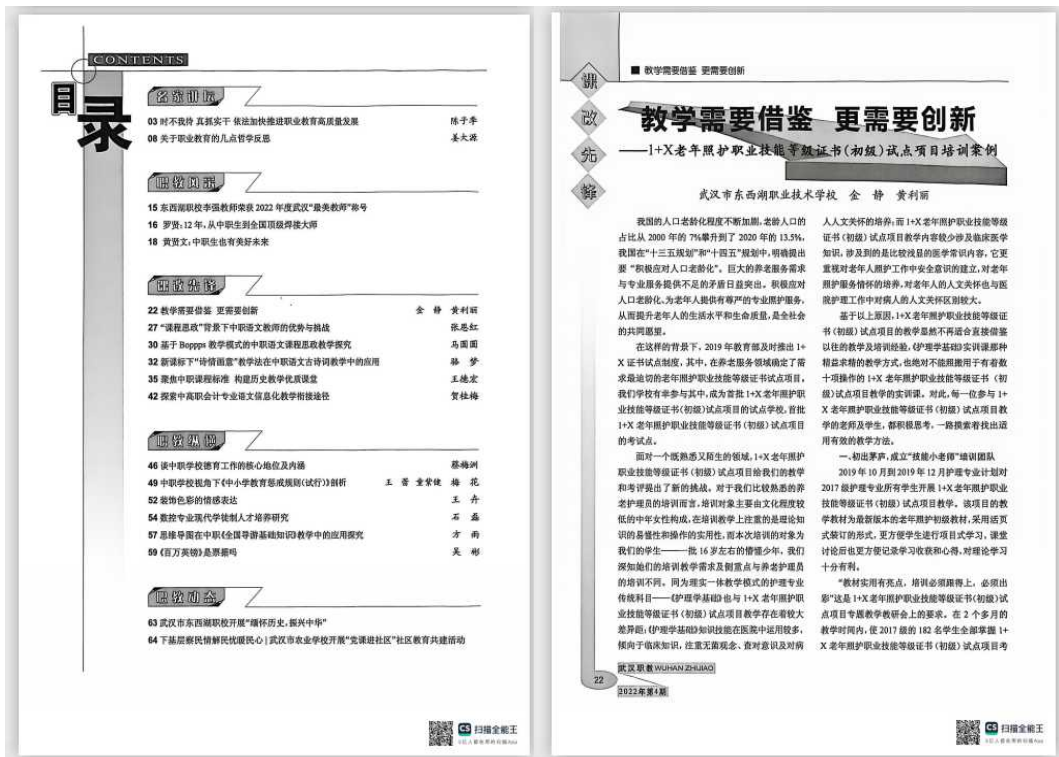 CONTENTS
目录
名家讲坛
03 时不我待 真抓实干 依法加快推进职业教育高质量发展 陈子季
08 关于职业教育的几点哲学反思 姜大源
职教风采
15 东西湖职校李强教师荣获 2022 年度武汉“最美教师”称号
16 罗贤:12 年,从中职生到全国顶级焊接大师
18 黄贤文:中职生也有美好未来
课改先锋
22 教学需要借鉴 更需要创新 金 静 黄利丽
27 “课程思政”背景下中职语文教师的优势与挑战 张恩红
30 基于 Boppps 教学模式的中职语文课程思政教学探究 马圆圆
32 新课标下“诗情画意”教学法在中职语文古诗词教学中的应用 骆 梦
35 聚焦中职课程标准 构建历史教学优质课堂 王德宏
42 探索中高职会计专业语文信息化教学衔接途径 贺桂梅
职教纵横
46 谈中职学校德育工作的核心地位及内涵 蔡梅洲
49 中职学校视角下《中小学教育惩戒规则(试行)》剖析 王 蕾 童紫健 梅 花
52 装饰色彩的情感表达 王 卉
54 数控专业现代学徒制人才培养研究 石 磊
57 思维导图在中职《全国导游基础知识》教学中的应用探究 方 雨
59 《百万英镑》是票据吗 吴 彬
职教动态
63 武汉市东西湖职校开展“缅怀历史,振兴中华”
64 下基层察民情解民忧暖民心|武汉市农业学校开展“党课进社区”社区教育共建活动
CS 扫描全能王
3亿人都在用的扫描App
课改先锋
■ 教学需要借鉴 更需要创新
教学需要借鉴 更需要创新
——1+X老年照护职业技能等级证书(初级)试点项目培训案例
武汉市东西湖职业技术学校 金 静 黄利丽
我国的人口老龄化程度不断加剧,老龄人口的
占比从 2000 年的 7%攀升到了 2020 年的 13.5%,
我国在“十三五规划”和“十四五”规划中,明确提出
要“积极应对人口老龄化”。巨大的养老服务需求
与专业服务提供不足的矛盾日益突出。积极应对
人口老龄化、为老年人提供有尊严的专业照护服务,
从而提升老年人的生活水平和生命质量,是全社会
的共同愿望。
在这样的背景下,2019 年教育部及时推出 1+
X 证书试点制度,其中,在养老服务领域确定了需
求最迫切的老年照护职业技能等级证书试点项目,
我们学校有幸参与其中,成为首批 1+X老年照护职
业技能等级证书(初级)试点项目的试点学校,首批
1+X 老年照护职业技能等级证书(初级)试点项目
的考试点。
面对一个既熟悉又陌生的领域,1+X老年照护
职业技能等级证书(初级)试点项目给我们的教学
和考评提出了新的挑战。对于我们比较熟悉的养
老护理员的培训而言,培训对象主要由文化程度较
低的中年女性构成,在培训教学上注重的是理论知
识的易懂性和操作的实用性,而本次培训的对象为
我们的学生——一批 16 岁左右的懵懂少年,我们
深知她们的培训教学需求及侧重点与养老护理员
的培训不同。同为理实一体教学模式的护理专业
传统科目——《护理学基础》也与 1+X 老年照护职
业技能等级证书(初级)试点项目教学存在着较大
差异距:《护理学基础》知识技能在医院中运用较多,
倾向于临床知识,注重无菌观念、查对意识及对病
人人文关怀的培养;而 1+X老年照护职业技能等级
证书(初级)试点项目教学内容较少涉及临床医学
知识,涉及到的是比较浅显的医学常识内容,它更
重视对老年人照护工作中安全意识的建立,对老年
照护服务情怀的培养,对老年人的人文关怀也与医
院护理工作中对病人的人文关怀区别较大。
基于以上原因,1+X老年照护职业技能等级证
书(初级)试点项目的教学显然不再适合直接借鉴
以往的教学及培训经验,《护理学基础》实训课那种
精益求精的教学方式,也绝对不能照搬用于有着数
十项操作的 1+X 老年照护职业技能等级证书 (初
级)试点项目教学的实训课。对此,每一位参与 1+
X 老年照护职业技能等级证书(初级)试点项目教
学的老师及学生,都积极思考,一路摸索着找出适
用有效的教学方法。
一、初出茅庐,成立“技能小老师”培训团队
2019 年 10 月到 2019 年 12 月护理专业计划对
2017 级护理专业所有学生开展 1+X老年照护职业
技能等级证书(初级)试点项目教学。该项目的教
学教材为最新版本的老年照护初级教材,采用活页
式装订的形式,更方便学生进行项目式学习,课堂
讨论后也更方便记录学习收获和心得,对理论学习
十分有利。
“教材实用有亮点,培训必须跟得上,必须出
彩”这是 1+X老年照护职业技能等级证书(初级)试
点项目专题教学教研会上的要求。在 2 个多月的
教学时间内,使 2017 级的 182 名学生全部掌握 1+
X 老年照护职业技能等级证书(初级)试点项目考
武汉职教 WUHAN ZHIJIAO
22
2022年第4期
CS 扫描全能王
3亿人都在用的扫描App